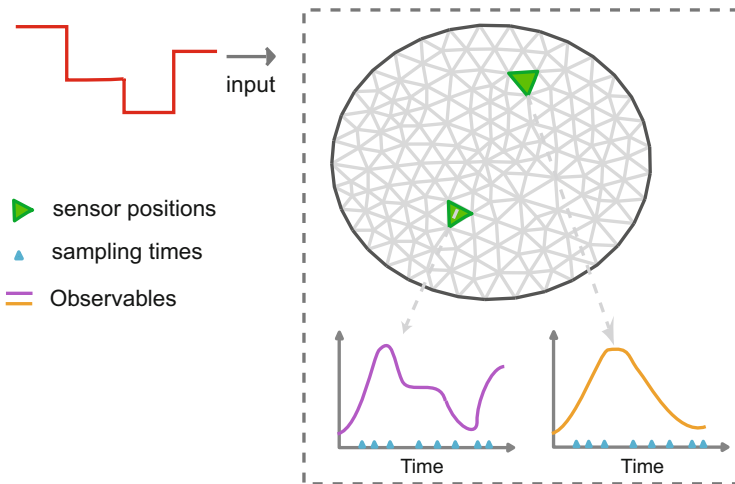 input
sensor positions
sampling times
Observables
Time
Time